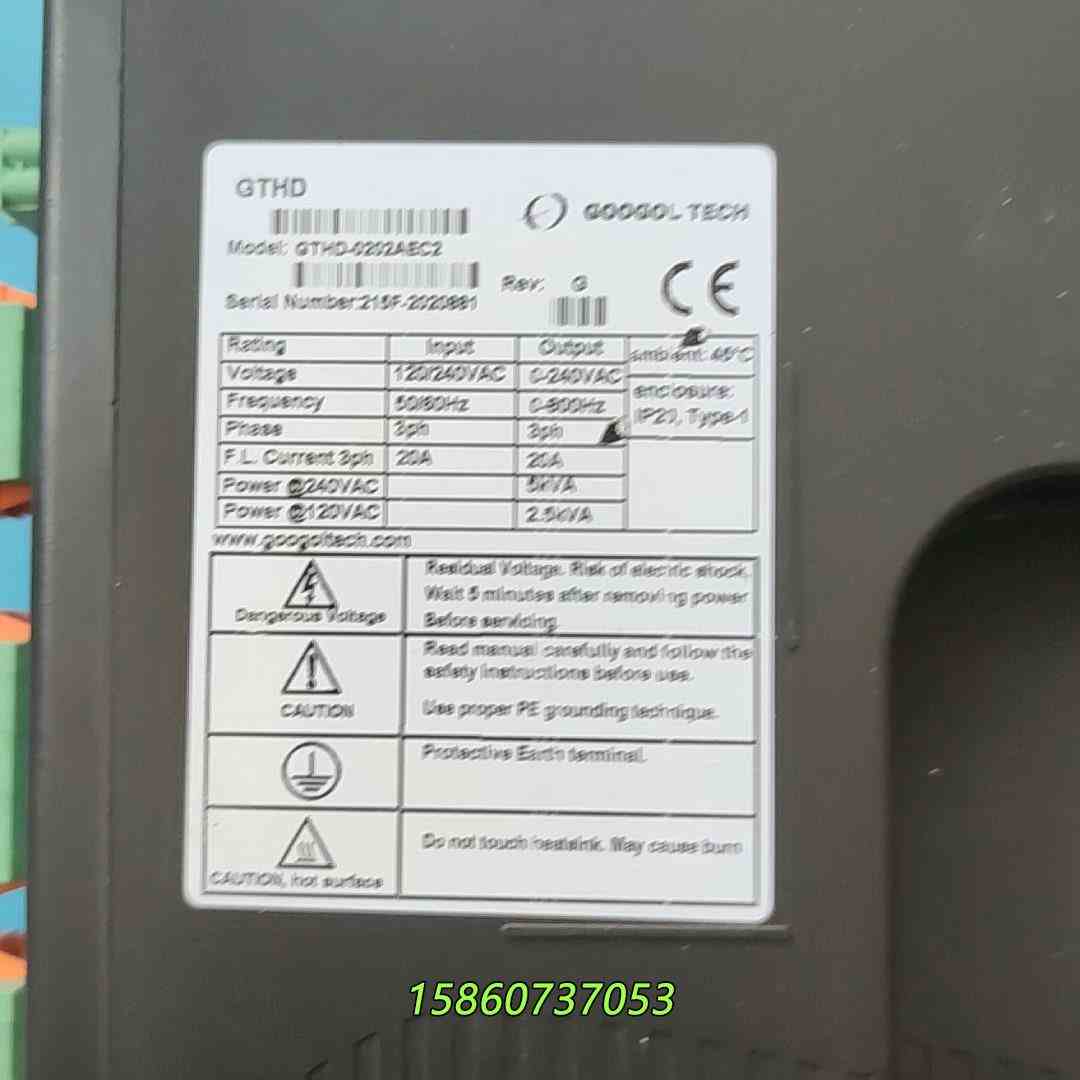 GTHD
GOOGOL TECH
Model: GTHD-0202AEC2
Rev: G
Serial Number:215F-2020881
CE
Rating Input Output
ambient: 45°C
Voltage 120/240VAC 0-240VAC
enclosure:
Frequency 50/60Hz
IP20, Type-1
Phase 3ph 3ph
F.L. Current 3ph 20A 20A
Power @240VAC 5kVA
Power @120VAC 2.5kVA
www.googoltech.com
Residual Voltage. Risk of electric shock.
Wait 5 minutes after removing power
Before servicing
Dangerous Voltage
Read manual carefully and follow the
safety instructions before use.
Use proper PE grounding technique.
CAUTION
Protective Earth terminal.
Do not touch heatsink. May cause burn
CAUTION, hot surface
15860737053